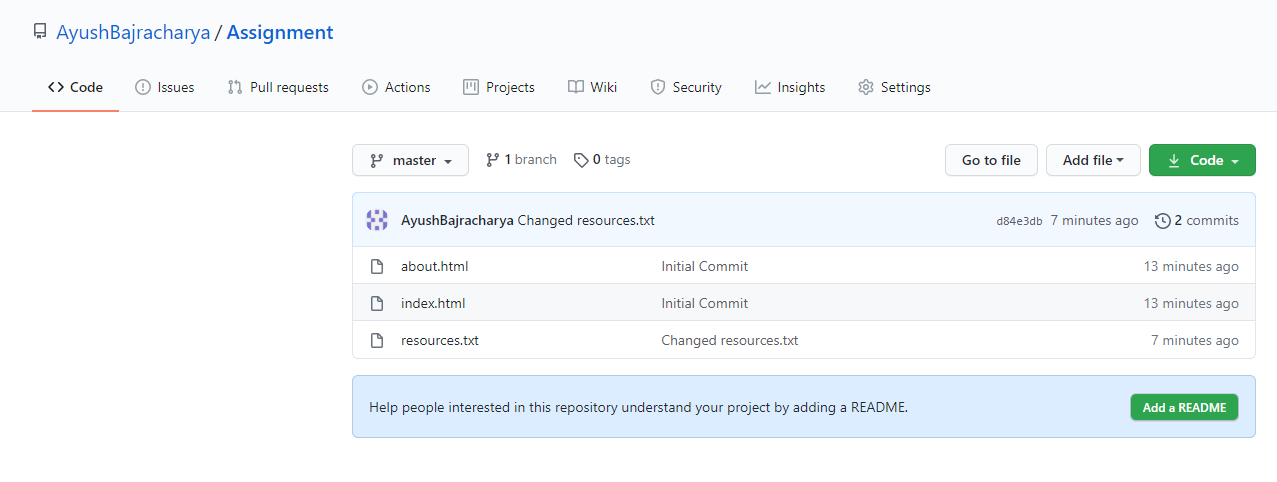 AyushBajracharya / Assignment
Code Issues Pull requests Actions Projects Wiki Security Insights Settings
master 1 branch 0 tags Go to file Add file Code
AyushBajracharya Changed resources.txt d84e3db 7 minutes ago 2 commits
about.html Initial Commit 13 minutes ago
index.html Initial Commit 13 minutes ago
resources.txt Changed resources.txt 7 minutes ago
Help people interested in this repository understand your project by adding a README. Add a README